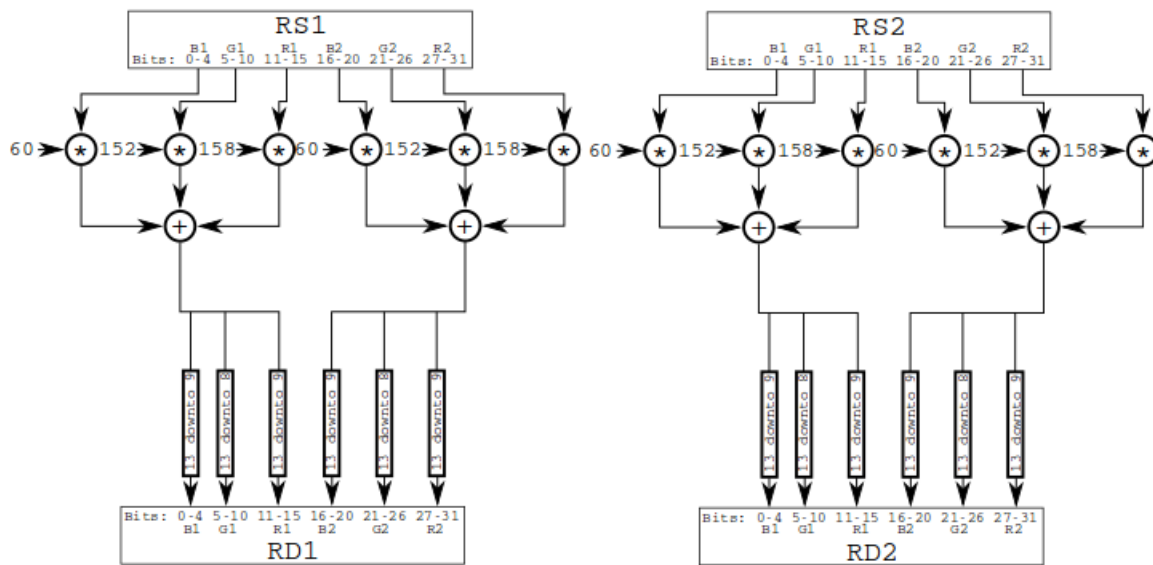 RS1 RS2
B1 G1 R1 B2 G2 R2 B1 G1 R1 B2 G2 R2
Bits: 0-4 5-10 11-15 16-20 21-26 27-31 Bits: 0-4 5-10 11-15 16-20 21-26 27-31
60 * 152 * 158 * 60 * 152 * 158 * 60 * 152 * 158 * 60 * 152 * 158 *
+ + + +
13 downto 9 13 downto 8 13 downto 9 13 downto 9 13 downto 8 13 downto 9 13 downto 9 13 downto 8 13 downto 9 13 downto 9 13 downto 8 13 downto 9
Bits: 0-4 5-10 11-15 16-20 21-26 27-31 Bits: 0-4 5-10 11-15 16-20 21-26 27-31
B1 G1 R1 B2 G2 R2 B1 G1 R1 B2 G2 R2
RD1 RD2